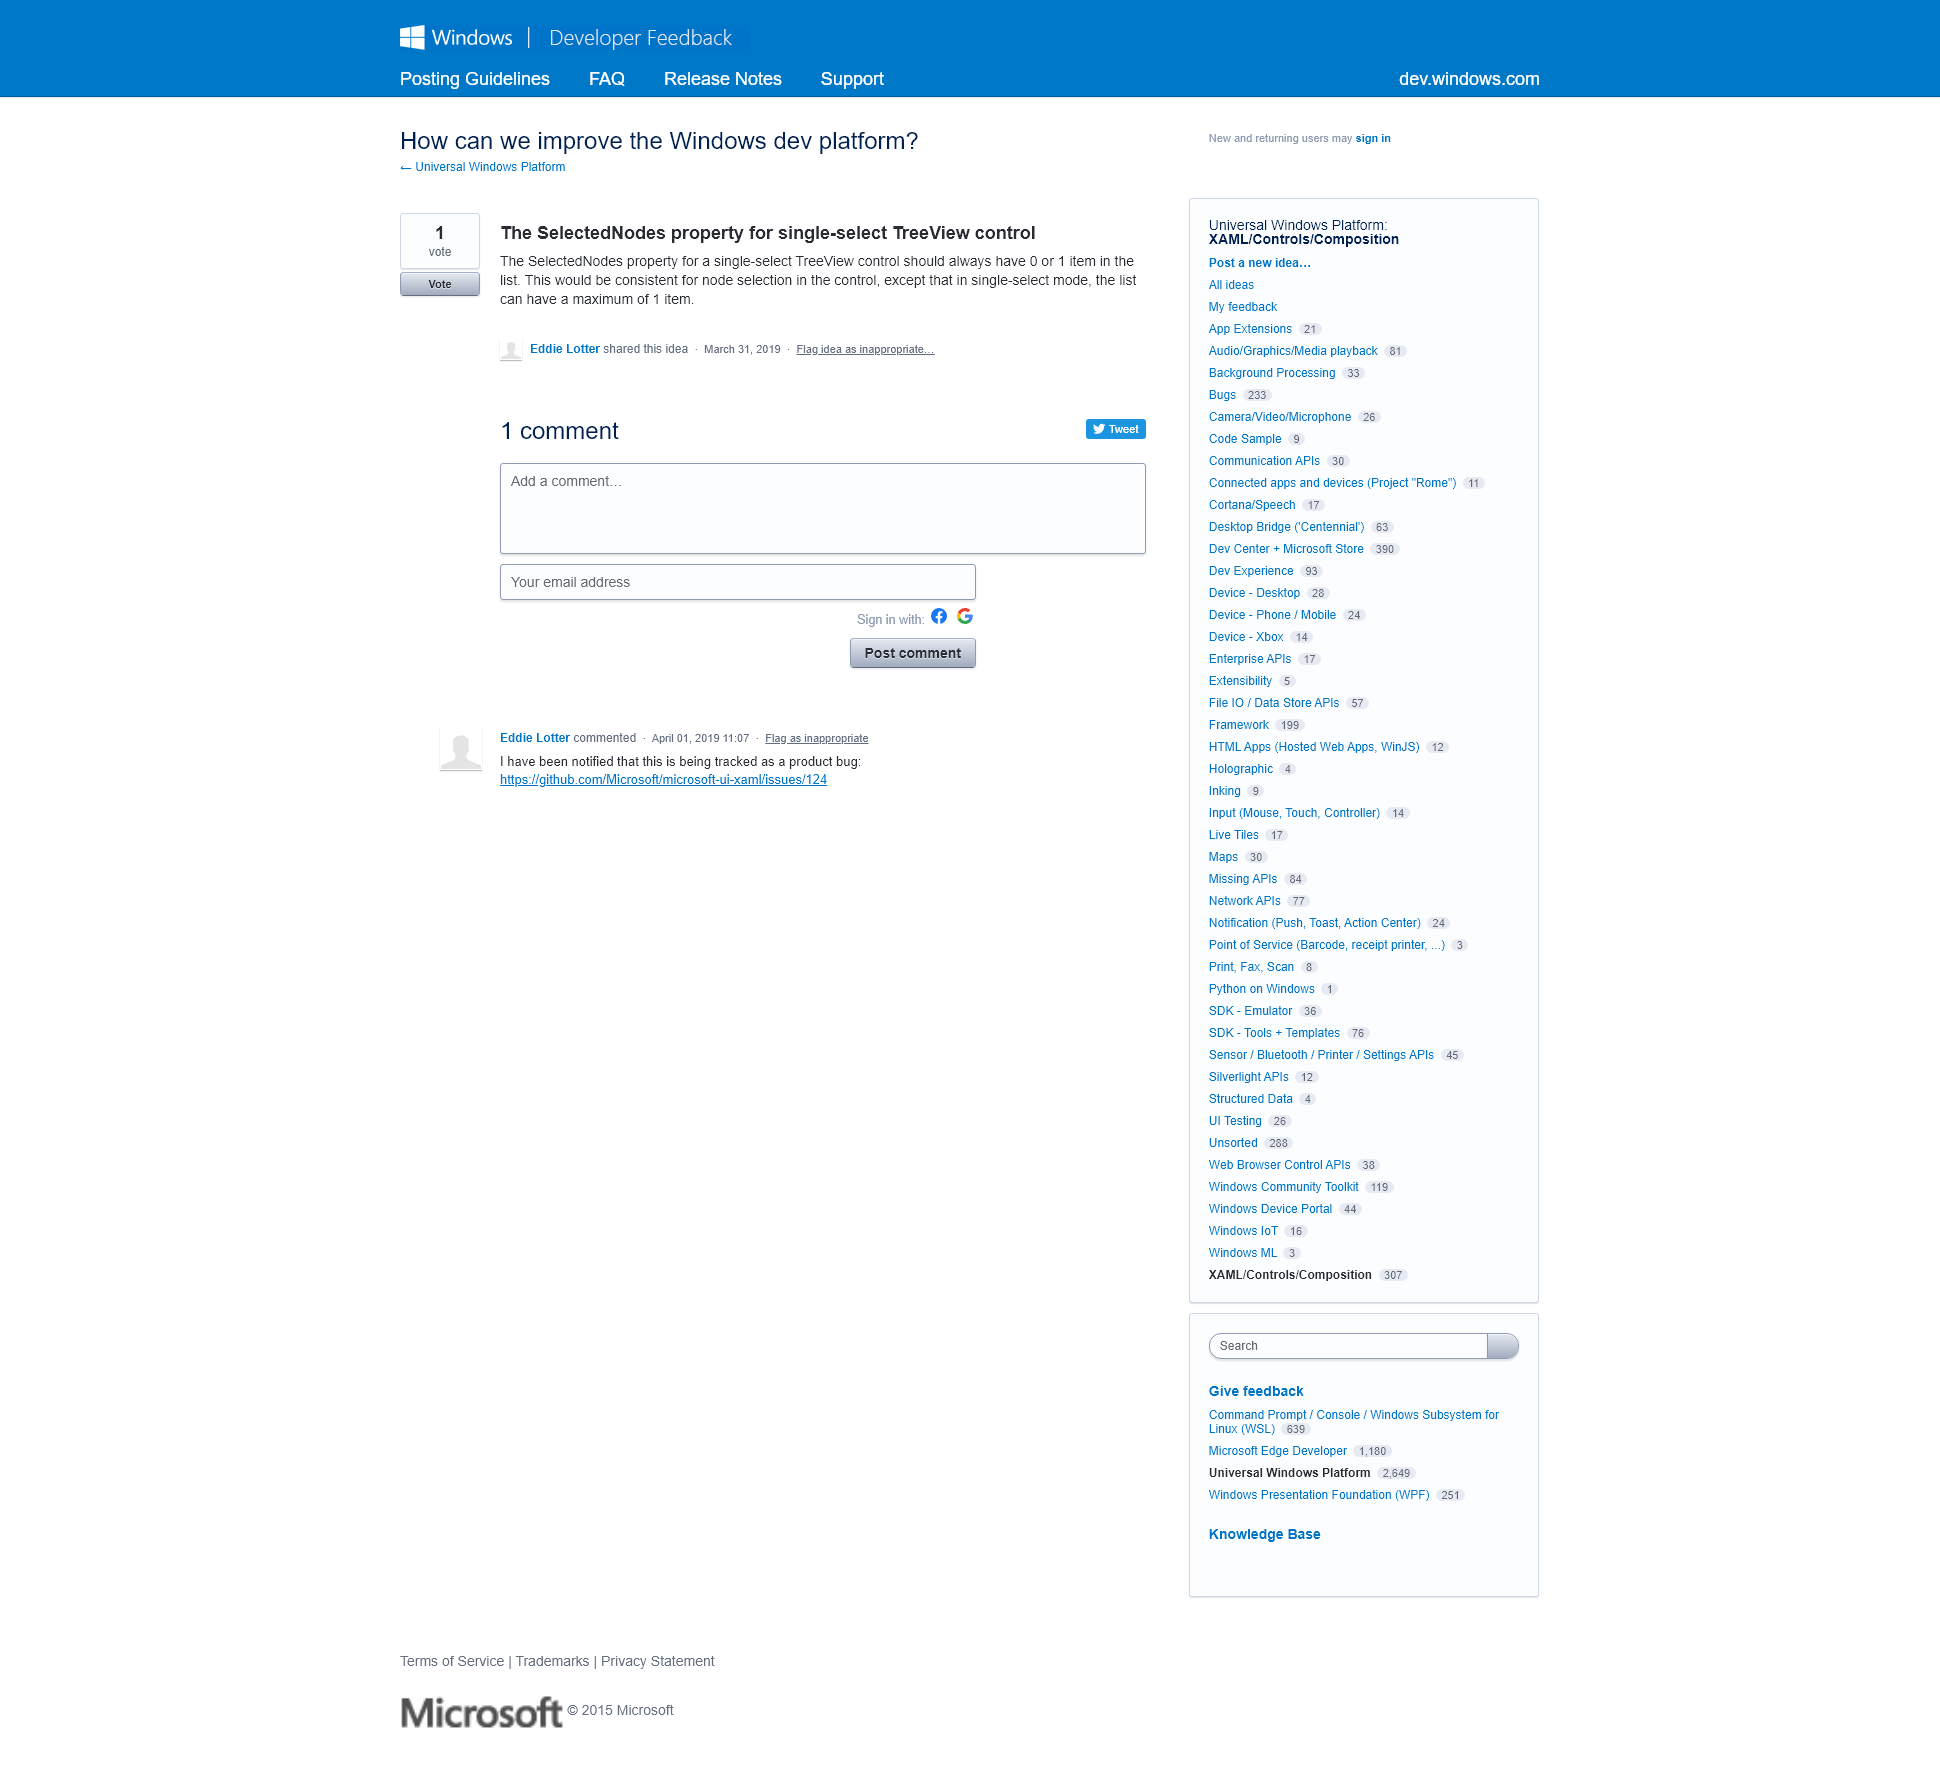 Windows | Developer Feedback
Posting Guidelines FAQ Release Notes Support dev.windows.com
How can we improve the Windows dev platform?
← Universal Windows Platform
New and returning users may sign in
1
vote
Vote
The SelectedNodes property for single-select TreeView control
The SelectedNodes property for a single-select TreeView control should always have 0 or 1 item in the
list. This would be consistent for node selection in the control, except that in single-select mode, the list
can have a maximum of 1 item.
Eddie Lotter shared this idea · March 31, 2019 · Flag idea as inappropriate…
1 comment
Tweet
Add a comment…
Your email address
Sign in with:
Post comment
Eddie Lotter commented · April 01, 2019 11:07 · Flag as inappropriate
I have been notified that this is being tracked as a product bug:
https://github.com/Microsoft/microsoft-ui-xaml/issues/124
Universal Windows Platform:
XAML/Controls/Composition
Post a new idea…
All ideas
My feedback
App Extensions 21
Audio/Graphics/Media playback 81
Background Processing 33
Bugs 233
Camera/Video/Microphone 26
Code Sample 9
Communication APIs 30
Connected apps and devices (Project "Rome") 11
Cortana/Speech 17
Desktop Bridge ('Centennial') 63
Dev Center + Microsoft Store 390
Dev Experience 93
Device - Desktop 28
Device - Phone / Mobile 24
Device - Xbox 14
Enterprise APIs 17
Extensibility 5
File IO / Data Store APIs 57
Framework 199
HTML Apps (Hosted Web Apps, WinJS) 12
Holographic 4
Inking 9
Input (Mouse, Touch, Controller) 14
Live Tiles 17
Maps 30
Missing APIs 84
Network APIs 77
Notification (Push, Toast, Action Center) 24
Point of Service (Barcode, receipt printer, ...) 3
Print, Fax, Scan 8
Python on Windows 1
SDK - Emulator 36
SDK - Tools + Templates 76
Sensor / Bluetooth / Printer / Settings APIs 45
Silverlight APIs 12
Structured Data 4
UI Testing 26
Unsorted 288
Web Browser Control APIs 38
Windows Community Toolkit 119
Windows Device Portal 44
Windows IoT 16
Windows ML 3
XAML/Controls/Composition 307
Search
Give feedback
Command Prompt / Console / Windows Subsystem for
Linux (WSL) 639
Microsoft Edge Developer 1,180
Universal Windows Platform 2,649
Windows Presentation Foundation (WPF) 251
Knowledge Base
Terms of Service | Trademarks | Privacy Statement
Microsoft © 2015 Microsoft